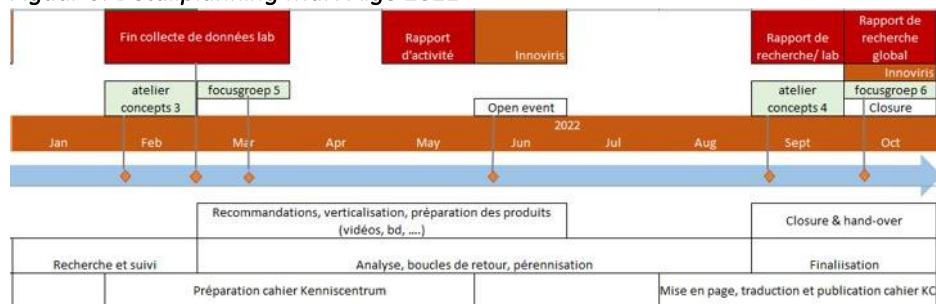 Fin collecte de données lab
Rapport
d'activité
Innoviris
Rapport de
recherche/ lab
Rapport de
recherche
global
Innoviris
atelier
concepts 3
focusgroep 5
Open event
atelier
concepts 4
focusgroep 6
Closure
2022
Jan Feb Mar Apr May Jun Jul Aug Sept Oct
Recommandations, verticalisation, préparation des produits
(vidéos, bd, ....)
Closure & hand-over
Recherche et suivi
Analyse, boucles de retour, pérennisation
Finaliisation
Préparation cahier Kenniscentrum
Mise en page, traduction et publication cahier KC